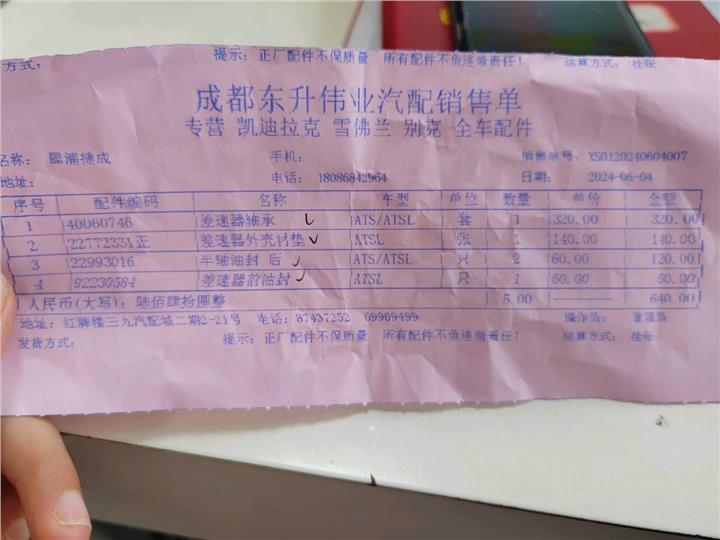 方式: 提示: 正厂配件不保质量 所有配件不负连带责任! 结算方式: 挂账
成都东升伟业汽配销售单
专营 凯迪拉克 雪佛兰 别克 全车配件
名称: 郫浦捷成 手机: 销售单号: XS0120240604007
地址: 电话: 18086842964 日期: 2024-06-04
序号 配件编码 名称 车型 单位 数量 单价 金额
1 40060746 差速器轴承 ATS/ATSL 套 1 320.00 320.00
2 22772331正 差速器外壳衬垫 ATSL 张 1 140.00 140.00
3 22993016 半轴油封 后 ATS/ATSL 只 2 60.00 120.00
4 92230584 差速器前油封 ATSL 只 1 60.00 60.00
人民币(大写): 陆佰肆拾圆整 5.00 640.00
地址: 红牌楼三九汽配城二期2-21号 电话: 87437252 69969499 操作员: 管理员
发货方式: 提示: 正厂配件不保质量 所有配件不负连带责任! 结算方式: 挂账